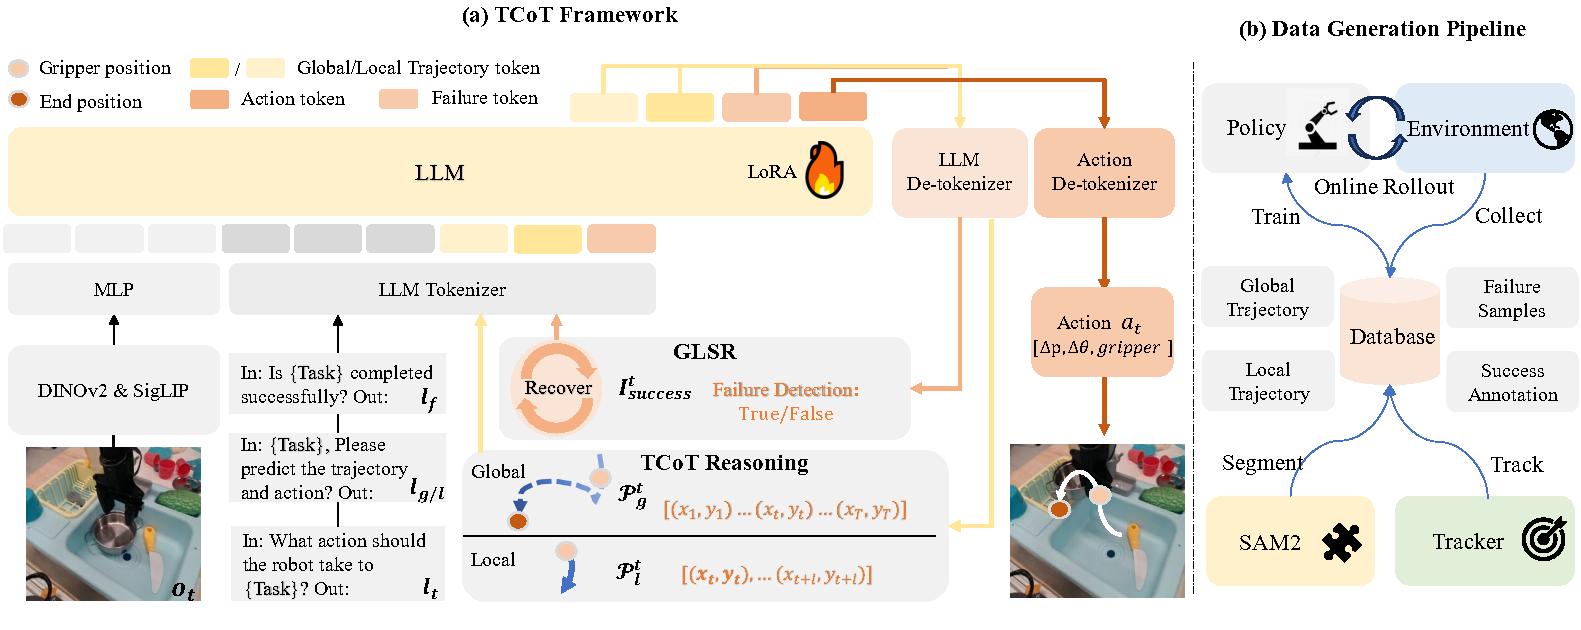 (a) TCoT Framework
Gripper position
/
Global/Local Trajectory token
End position
Action token
Failure token
LLM
LoRA
LLM
De-tokenizer
Action
De-tokenizer
MLP
LLM Tokenizer
DINOv2 & SigLIP
In: Is {Task} completed
successfully? Out: l_f
In: {Task}, Please
predict the trajectory
and action? Out: l_{g/l}
In: What action should
the robot take to
{Task}? Out: l_t
o_t
GLSR
Recover
I^t_{success}
Failure Detection:
True/False
TCoT Reasoning
Global
𝒫^t_g
[(x_1, y_1) … (x_t, y_t) … (x_T, y_T)]
Local
𝒫^t_l
[(x_t, y_t), … (x_{t+l}, y_{t+l})]
Action a_t
[Δp,Δθ, gripper ]
(b) Data Generation Pipeline
Policy
Environment
Online Rollout
Train
Collect
Global
Trajectory
Failure
Samples
Database
Local
Trajectory
Success
Annotation
Segment
Track
SAM2
Tracker